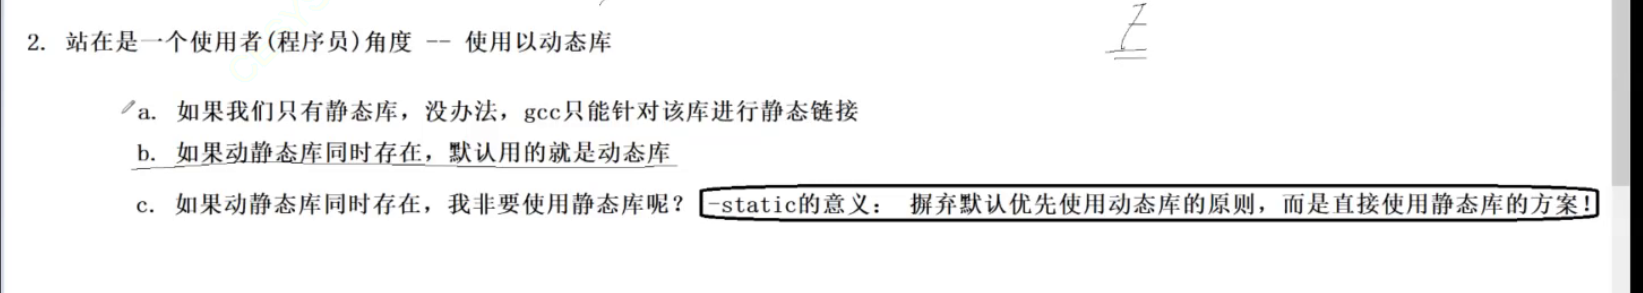 2. 站在是一个使用者(程序员)角度 -- 使用以动态库
a. 如果我们只有静态库，没办法，gcc只能针对该库进行静态链接
b. 如果动静态库同时存在，默认用的就是动态库
c. 如果动静态库同时存在，我非要使用静态库呢？ -static的意义： 摒弃默认优先使用动态库的原则，而是直接使用静态库的方案！